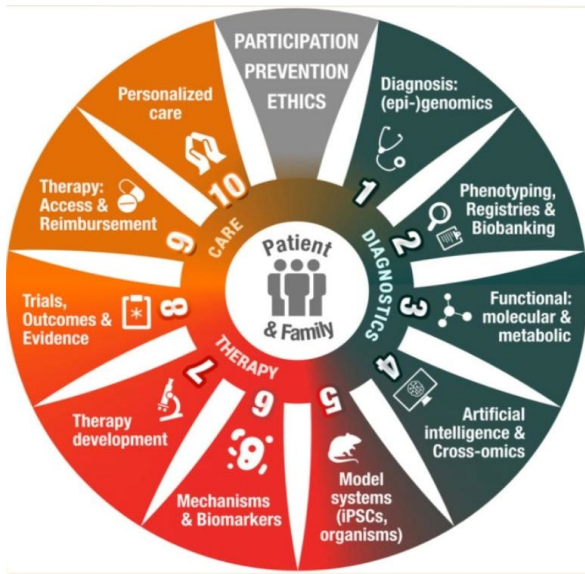 PARTICIPATION
PREVENTION
ETHICS
Diagnosis:
(epi-)genomics
1
Phenotyping,
Registries &
Biobanking
2
Functional:
molecular &
metabolic
3
Artificial
intelligence &
Cross-omics
4
Model
systems
(iPSCs,
organisms)
5
Mechanisms
& Biomarkers
6
Therapy
development
7
Trials,
Outcomes &
Evidence
8
Therapy:
Access &
Reimbursement
9
Personalized
care
10
CARE
DIAGNOSTICS
THERAPY
Patient
& Family